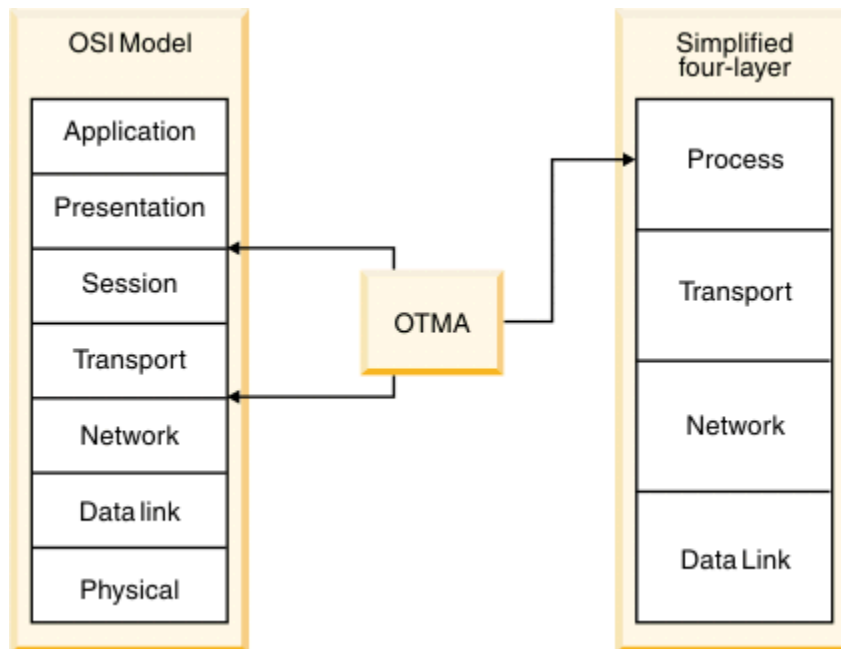 OSI Model
Application
Presentation
Session
Transport
Network
Data link
Physical
OTMA
Simplified
four-layer
Process
Transport
Network
Data Link